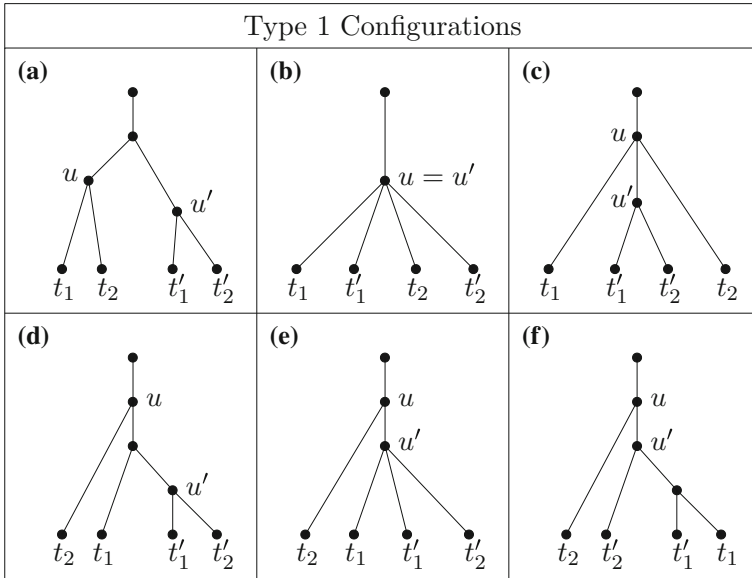 Type 1 Configurations
(a) (b) (c)
u
u u′ u = u′ u′
t₁ t₂ t′₁ t′₂ t₁ t′₁ t₂ t′₂ t₁ t′₁ t′₂ t₂
(d) (e) (f)
u u u
u′ u′
u′
t₂ t₁ t′₁ t′₂ t₂ t₁ t′₁ t′₂ t₂ t′₂ t′₁ t₁